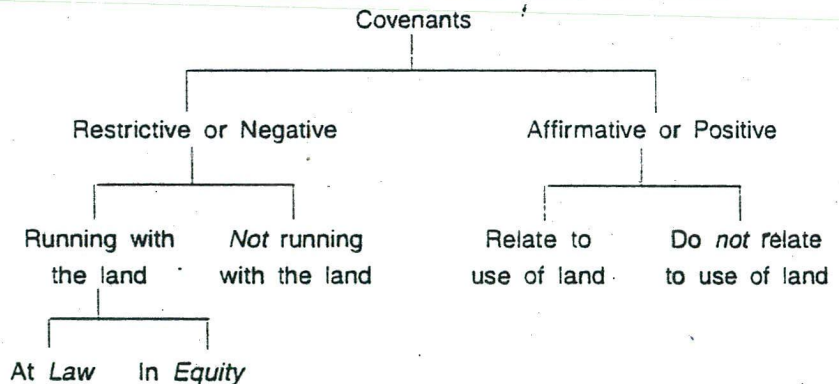 Covenants
Restrictive or Negative
Affirmative or Positive
Running with
the land
Not running
with the land
Relate to
use of land
Do not relate
to use of land
At Law
In Equity